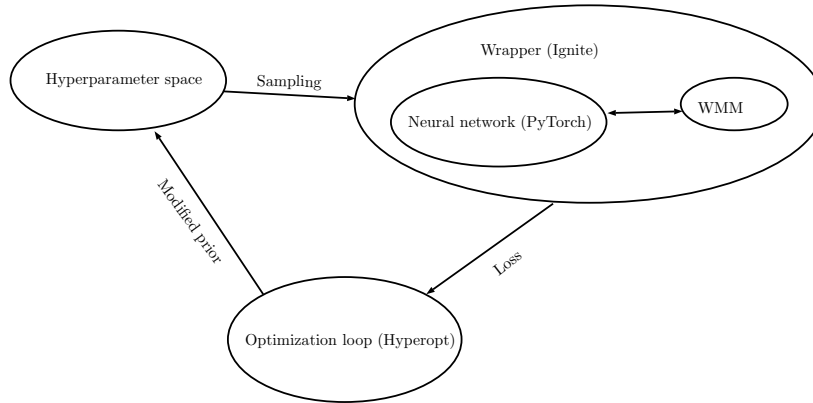 Wrapper (Ignite)
Hyperparameter space
Sampling
Neural network (PyTorch)
WMM
Modified prior
Loss
Optimization loop (Hyperopt)